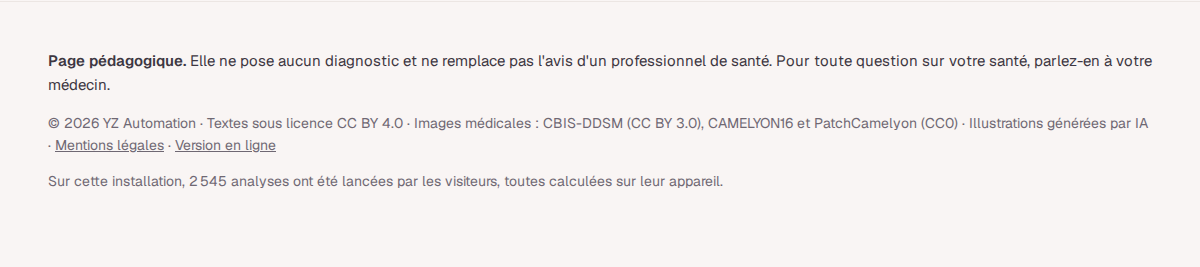 Page pédagogique. Elle ne pose aucun diagnostic et ne remplace pas l'avis d'un professionnel de santé. Pour toute question sur votre santé, parlez-en à votre
médecin.
© 2026 YZ Automation · Textes sous licence CC BY 4.0 · Images médicales : CBIS-DDSM (CC BY 3.0), CAMELYON16 et PatchCamelyon (CC0) · Illustrations générées par IA
· Mentions légales · Version en ligne
Sur cette installation, 2 545 analyses ont été lancées par les visiteurs, toutes calculées sur leur appareil.